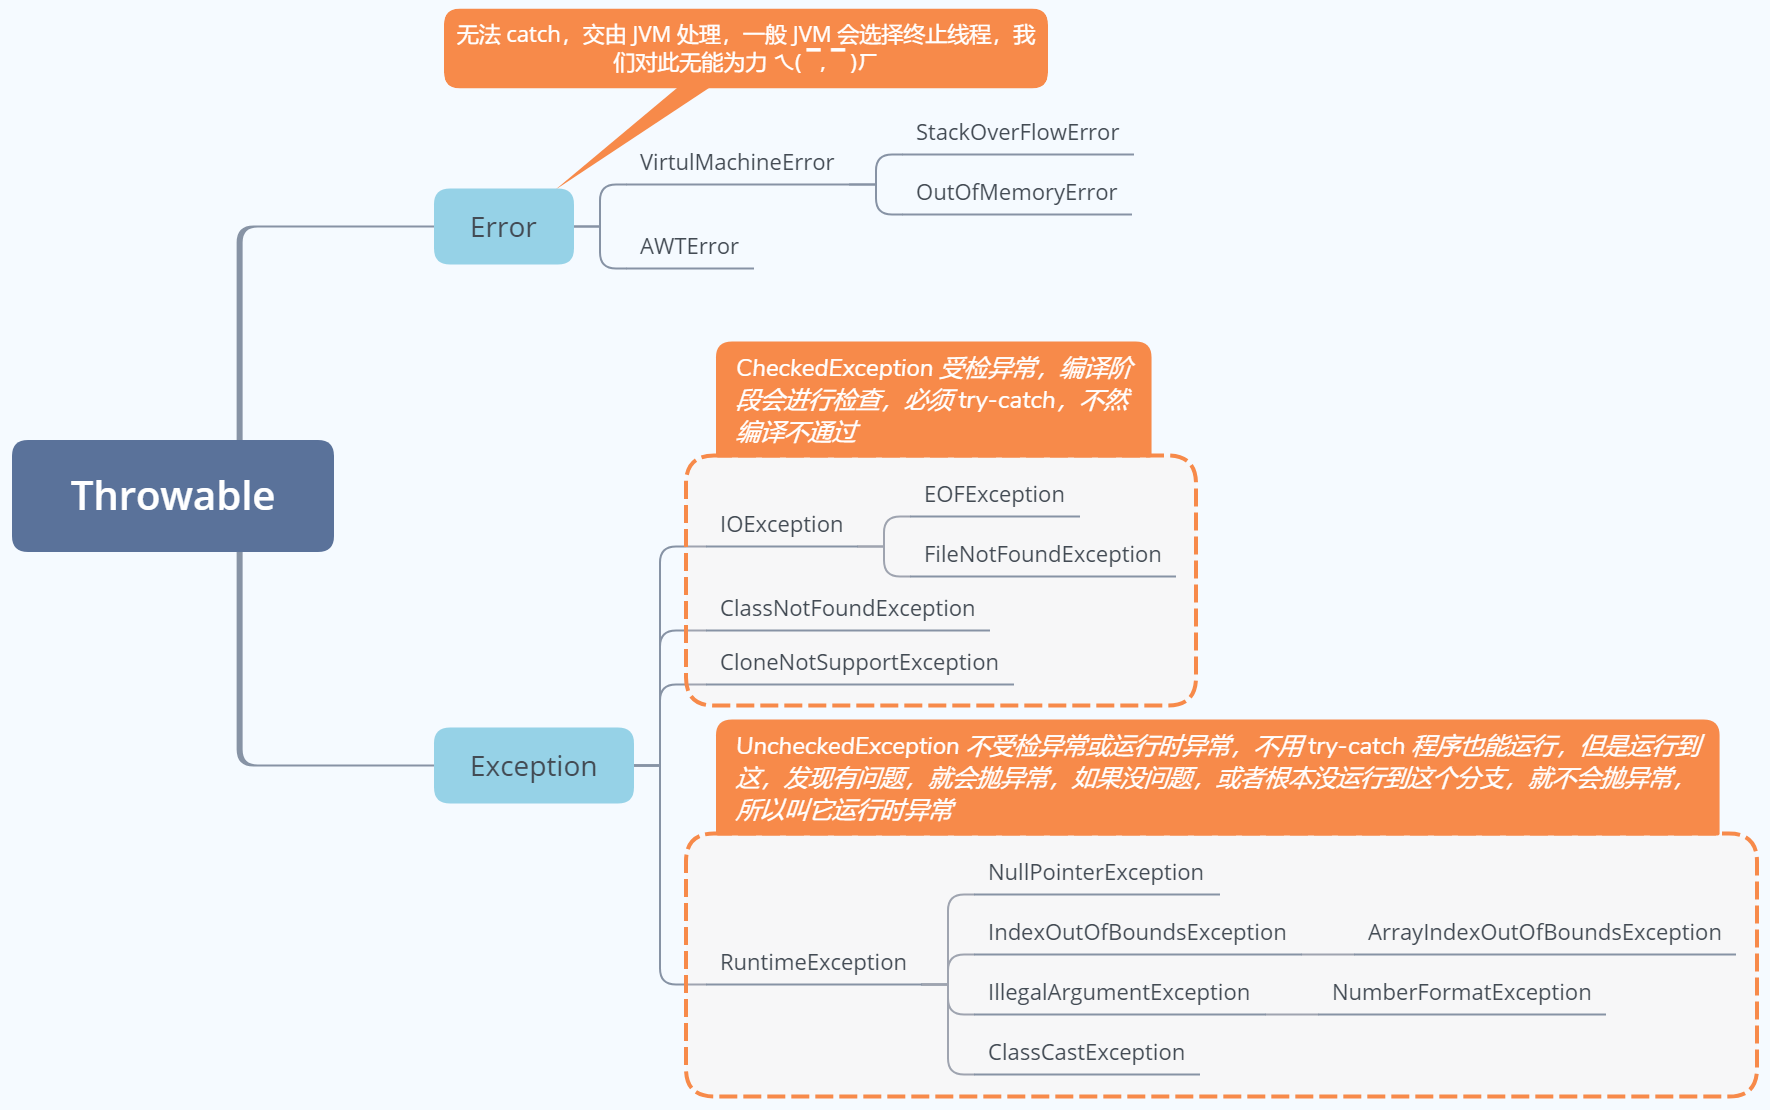 无法 catch，交由 JVM 处理，一般 JVM 会选择终止线程，我
们对此无能为力 ㄟ( ▔, ▔ )ㄏ
StackOverFlowError
VirtulMachineError
OutOfMemoryError
Error
AWTError
CheckedException 受检异常，编译阶
段会进行检查，必须 try-catch，不然
编译不通过
Throwable
EOFException
IOException
FileNotFoundException
ClassNotFoundException
CloneNotSupportException
Exception
UncheckedException 不受检异常或运行时异常，不用 try-catch 程序也能运行，但是运行到
这，发现有问题，就会抛异常，如果没问题，或者根本没运行到这个分支，就不会抛异常，
所以叫它运行时异常
NullPointerException
IndexOutOfBoundsException ArrayIndexOutOfBoundsException
RuntimeException
IllegalArgumentException NumberFormatException
ClassCastException